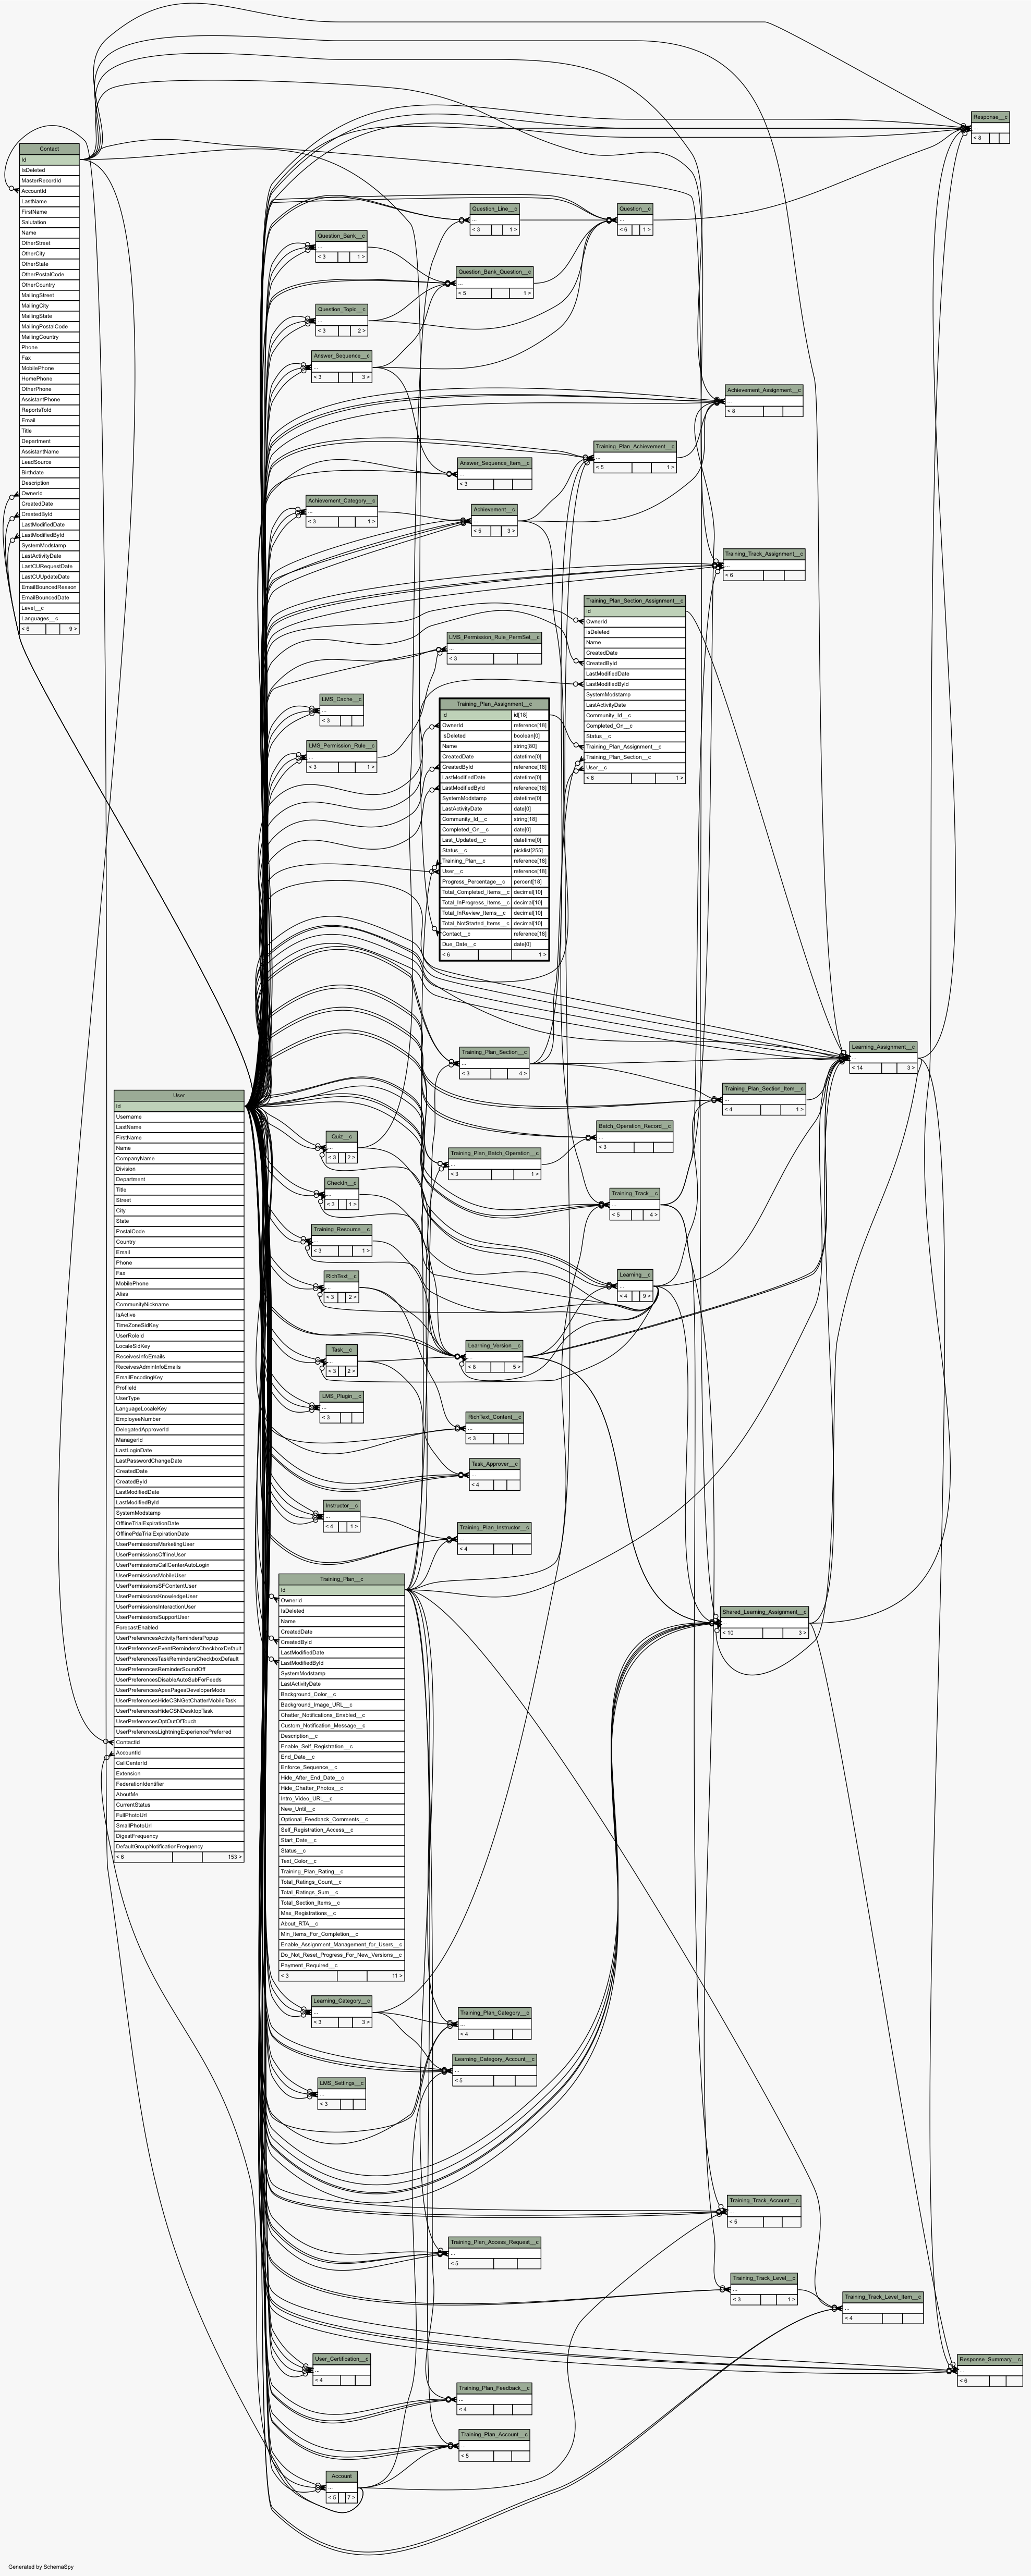 Contact
Id
IsDeleted
MasterRecordId
AccountId
LastName
FirstName
Salutation
Name
OtherStreet
OtherCity
OtherState
OtherPostalCode
OtherCountry
MailingStreet
MailingCity
MailingState
MailingPostalCode
MailingCountry
Phone
Fax
MobilePhone
HomePhone
OtherPhone
AssistantPhone
ReportsToId
Email
Title
Department
AssistantName
LeadSource
Birthdate
Description
OwnerId
CreatedDate
CreatedById
LastModifiedDate
LastModifiedById
SystemModstamp
LastActivityDate
LastCURequestDate
LastCUUpdateDate
EmailBouncedReason
EmailBouncedDate
Level__c
Languages__c
< 6 9 >
User
Id
Username
LastName
FirstName
Name
CompanyName
Division
Department
Title
Street
City
State
PostalCode
Country
Email
Phone
Fax
MobilePhone
Alias
CommunityNickname
IsActive
TimeZoneSidKey
UserRoleId
LocaleSidKey
ReceivesInfoEmails
ReceivesAdminInfoEmails
EmailEncodingKey
ProfileId
UserType
LanguageLocaleKey
EmployeeNumber
DelegatedApproverId
ManagerId
LastLoginDate
LastPasswordChangeDate
CreatedDate
CreatedById
LastModifiedDate
LastModifiedById
SystemModstamp
OfflineTrialExpirationDate
OfflinePdaTrialExpirationDate
UserPermissionsMarketingUser
UserPermissionsOfflineUser
UserPermissionsCallCenterAutoLogin
UserPermissionsMobileUser
UserPermissionsSFContentUser
UserPermissionsKnowledgeUser
UserPermissionsInteractionUser
UserPermissionsSupportUser
ForecastEnabled
UserPreferencesActivityRemindersPopup
UserPreferencesEventRemindersCheckboxDefault
UserPreferencesTaskRemindersCheckboxDefault
UserPreferencesReminderSoundOff
UserPreferencesDisableAutoSubForFeeds
UserPreferencesApexPagesDeveloperMode
UserPreferencesHideCSNGetChatterMobileTask
UserPreferencesHideCSNDesktopTask
UserPreferencesOptOutOfTouch
UserPreferencesLightningExperiencePreferred
ContactId
AccountId
CallCenterId
Extension
FederationIdentifier
AboutMe
CurrentStatus
FullPhotoUrl
SmallPhotoUrl
DigestFrequency
DefaultGroupNotificationFrequency
< 6 153 >
Question_Bank__c
...
< 3 1 >
Question_Topic__c
...
< 3 2 >
Answer_Sequence__c
...
< 3 3 >
Achievement_Category__c
...
< 3 1 >
LMS_Cache__c
...
< 3
LMS_Permission_Rule__c
...
< 3 1 >
Quiz__c
...
< 3 2 >
CheckIn__c
...
< 3 1 >
Training_Resource__c
...
< 3 1 >
RichText__c
...
< 3 2 >
Task__c
...
< 3 2 >
LMS_Plugin__c
...
< 3
Instructor__c
...
< 4 1 >
Training_Plan__c
Id
OwnerId
IsDeleted
Name
CreatedDate
CreatedById
LastModifiedDate
LastModifiedById
SystemModstamp
LastActivityDate
Background_Color__c
Background_Image_URL__c
Chatter_Notifications_Enabled__c
Custom_Notification_Message__c
Description__c
Enable_Self_Registration__c
End_Date__c
Enforce_Sequence__c
Hide_After_End_Date__c
Hide_Chatter_Photos__c
Intro_Video_URL__c
New_Until__c
Optional_Feedback_Comments__c
Self_Registration_Access__c
Start_Date__c
Status__c
Text_Color__c
Training_Plan_Rating__c
Total_Ratings_Count__c
Total_Ratings_Sum__c
Total_Section_Items__c
Max_Registrations__c
About_RTA__c
Min_Items_For_Completion__c
Enable_Assignment_Management_for_Users__c
Do_Not_Reset_Progress_For_New_Versions__c
Payment_Required__c
< 3 11 >
Learning_Category__c
...
< 3 3 >
LMS_Settings__c
...
< 3
User_Certification__c
...
< 4
Account
...
< 5 7 >
Question_Line__c
...
< 3 1 >
Question_Bank_Question__c
...
< 5 1 >
Answer_Sequence_Item__c
...
< 3
Achievement__c
...
< 5 3 >
LMS_Permission_Rule_PermSet__c
...
< 3
Training_Plan_Assignment__c
Id id[18]
OwnerId reference[18]
IsDeleted boolean[0]
Name string[80]
CreatedDate datetime[0]
CreatedById reference[18]
LastModifiedDate datetime[0]
LastModifiedById reference[18]
SystemModstamp datetime[0]
LastActivityDate date[0]
Community_Id__c string[18]
Completed_On__c date[0]
Last_Updated__c datetime[0]
Status__c picklist[255]
Training_Plan__c reference[18]
User__c reference[18]
Progress_Percentage__c percent[18]
Total_Completed_Items__c decimal[10]
Total_InProgress_Items__c decimal[10]
Total_InReview_Items__c decimal[10]
Total_NotStarted_Items__c decimal[10]
Contact__c reference[18]
Due_Date__c date[0]
< 6 1 >
Training_Plan_Section__c
...
< 3 4 >
Training_Plan_Batch_Operation__c
...
< 3 1 >
Learning_Version__c
...
< 6 5 >
RichText_Content__c
...
< 3
Task_Approver__c
...
< 4
Training_Plan_Instructor__c
...
< 4
Training_Plan_Category__c
...
< 4
Learning_Category_Account__c
...
< 5
Training_Plan_Access_Request__c
...
< 5
Training_Plan_Feedback__c
...
< 4
Training_Plan_Account__c
...
< 5
Question__c
...
< 6 1 >
Training_Plan_Achievement__c
...
< 5 1 >
Training_Plan_Section_Assignment__c
Id
OwnerId
IsDeleted
Name
CreatedDate
CreatedById
LastModifiedDate
LastModifiedById
SystemModstamp
LastActivityDate
Community_Id__c
Completed_On__c
Status__c
Training_Plan_Assignment__c
Training_Plan_Section__c
User__c
< 6 1 >
Batch_Operation_Record__c
...
< 3
Training_Track__c
...
< 5 4 >
Learning__c
...
< 4 9 >
Achievement_Assignment__c
...
< 8
Training_Track_Assignment__c
...
< 6
Training_Plan_Section_Item__c
...
< 4 1 >
Shared_Learning_Assignment__c
...
< 10 3 >
Training_Track_Account__c
...
< 5
Training_Track_Level__c
...
< 3 1 >
Learning_Assignment__c
...
< 14 3 >
Training_Track_Level_Item__c
...
< 4
Response__c
...
< 8
Response_Summary__c
...
< 6
Generated by SchemaSpy